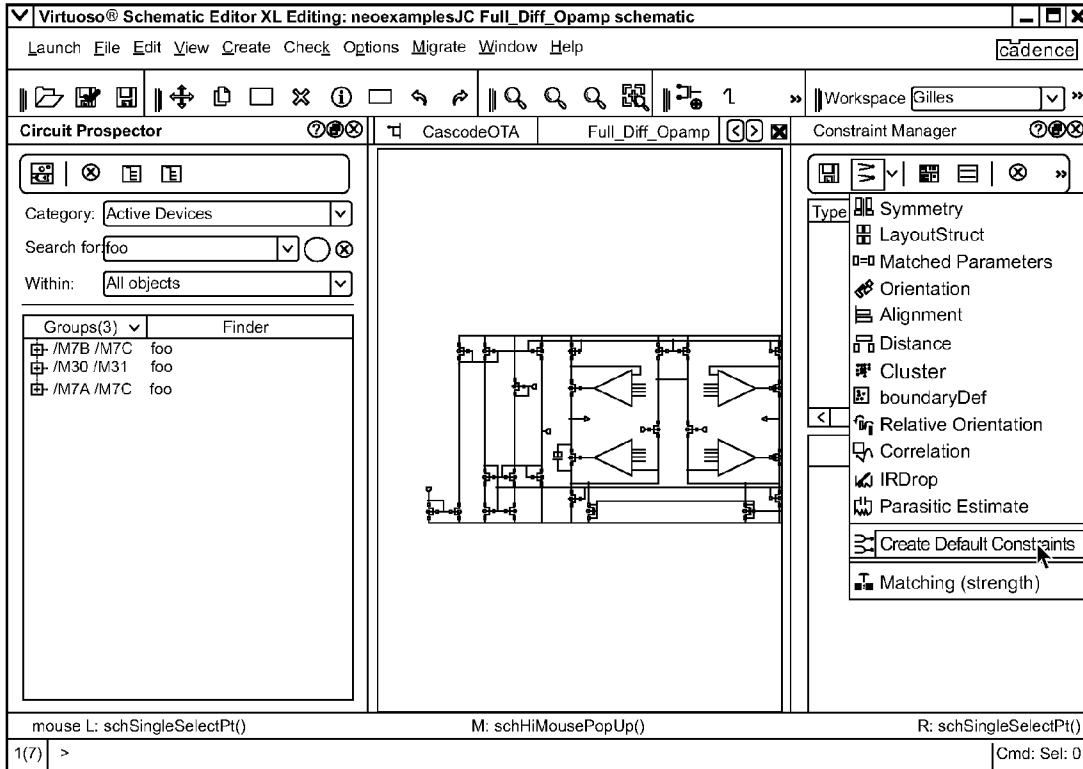 Virtuoso® Schematic Editor XL Editing: neoexamplesJC Full_Diff_Opamp schematic
Launch File Edit View Create Check Options Migrate Window Help
cādence
Workspace Gilles
Circuit Prospector
CascodeOTA Full_Diff_Opamp
Constraint Manager
Category: Active Devices
Search for: foo
Within: All objects
Groups(3) Finder
/M7B /M7C foo
/M30 /M31 foo
/M7A /M7C foo
Type
Symmetry
LayoutStruct
Matched Parameters
Orientation
Alignment
Distance
Cluster
boundaryDef
Relative Orientation
Correlation
IRDrop
Parasitic Estimate
Create Default Constraints
Matching (strength)
mouse L: schSingleSelectPt() M: schHiMousePopUp() R: schSingleSelectPt()
1(7) > Cmd: Sel: 0